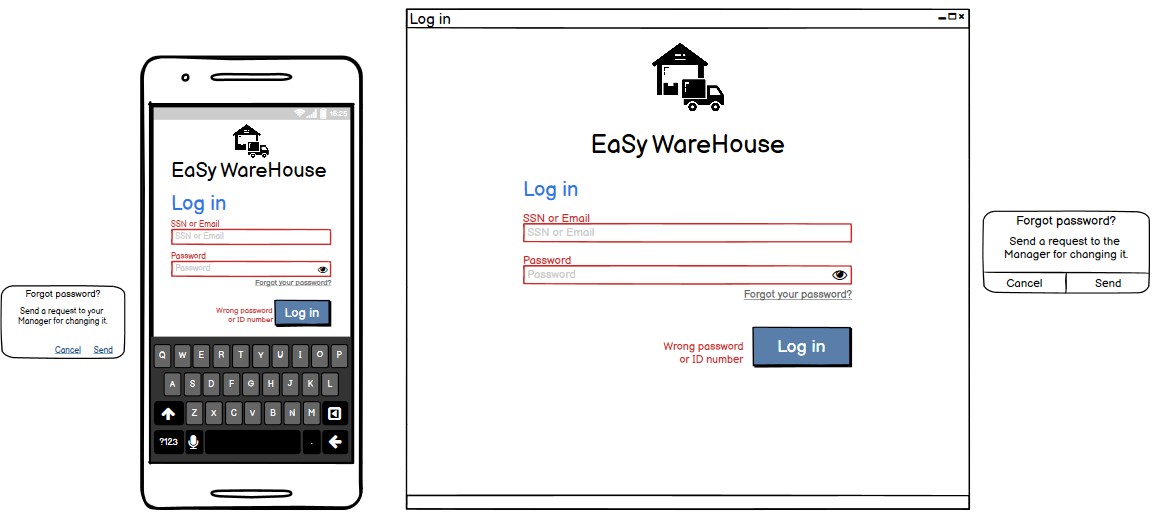 Forgot password?
Send a request to your
Manager for changing it.
Cancel Send
16:25
EaSy WareHouse
Log in
SSN or Email
SSN or Email
Password
Password
Forgot your password?
Wrong password
or ID number
Log in
Q W E R T Y U I O P
A S D F G H J K L
Z X C V B N M
?123 .
Log in
EaSy WareHouse
Log in
SSN or Email
SSN or Email
Password
Password
Forgot your password?
Wrong password
or ID number
Log in
Forgot password?
Send a request to the
Manager for changing it.
Cancel Send